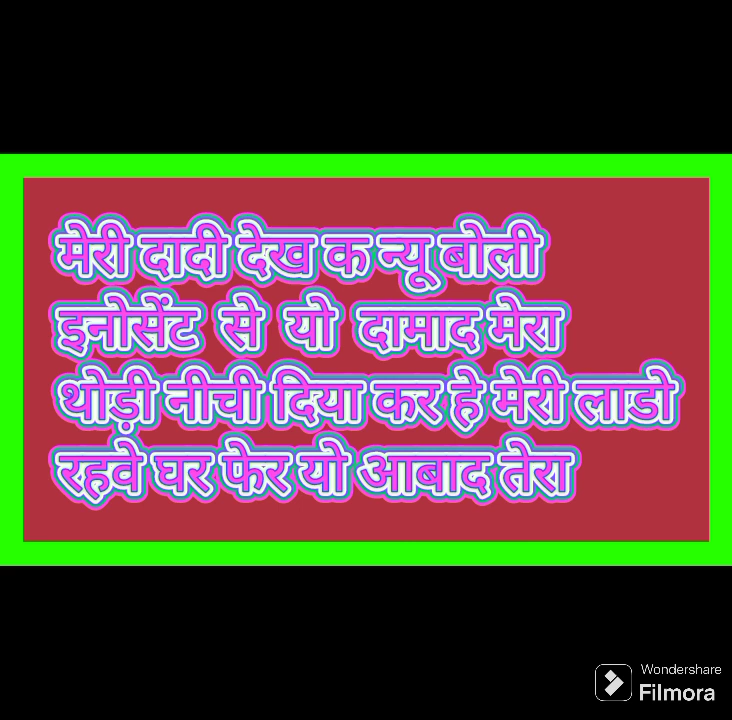 मेरी दादी देख क न्यू बोली
इनोसेंट से यो दामाद मेरा
थोड़ी नीची दिया कर हे मेरी लाडो
रहवे घर फेर यो आबाद तेरा
Wondershare
Filmora